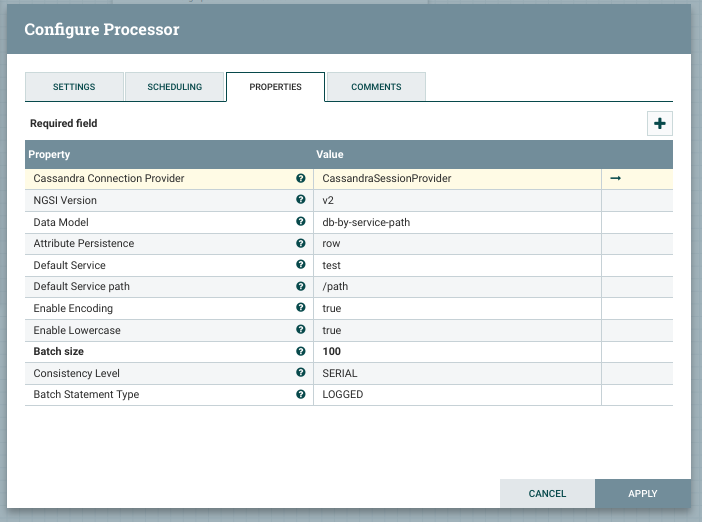 Configure Processor
SETTINGS SCHEDULING PROPERTIES COMMENTS
Required field
Property Value
Cassandra Connection Provider CassandraSessionProvider
NGSI Version v2
Data Model db-by-service-path
Attribute Persistence row
Default Service test
Default Service path /path
Enable Encoding true
Enable Lowercase true
Batch size 100
Consistency Level SERIAL
Batch Statement Type LOGGED
CANCEL APPLY